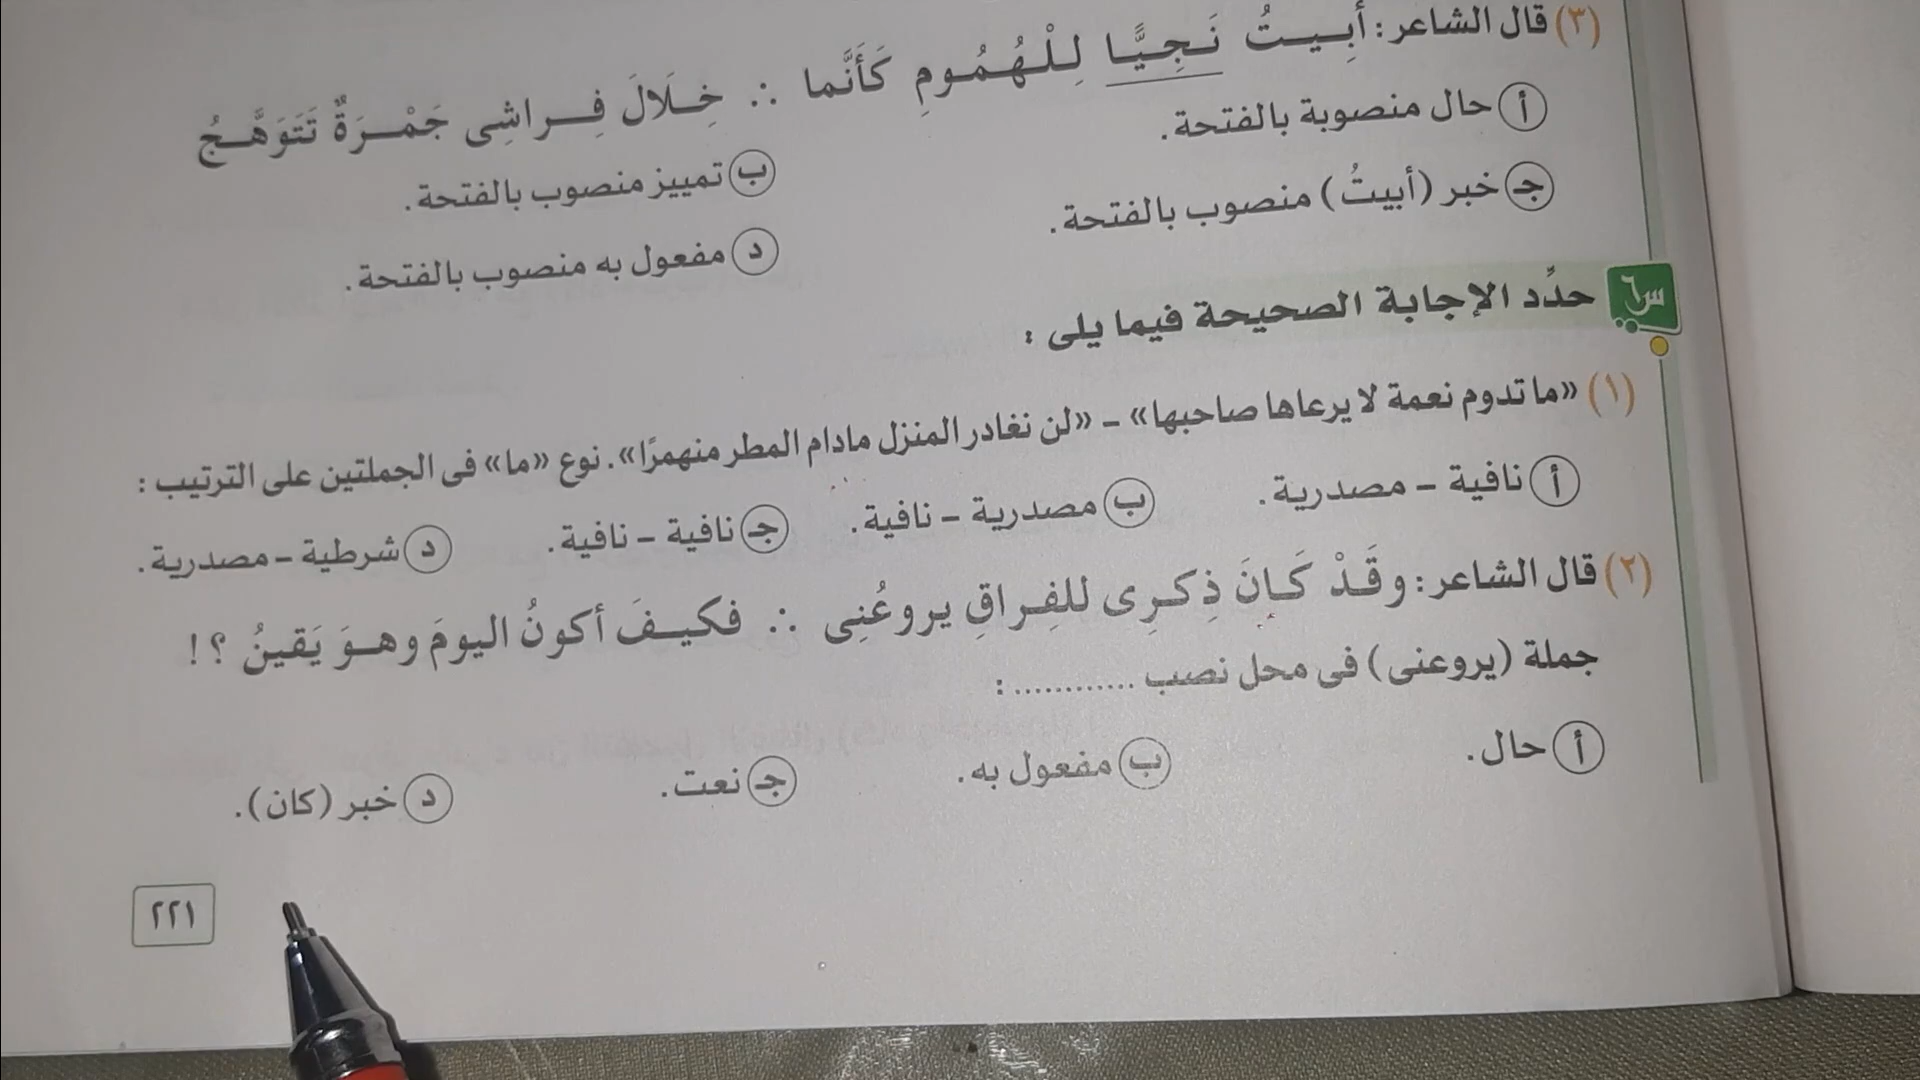 (٣) قال الشاعر: أَبِيتُ نَجِيًّا لِلْهُمُومِ كَأَنَّما ∴ خِلَالَ فِراشِى جَمْرَةٌ تَتَوَهَّجُ
أ حال منصوبة بالفتحة.
ب تمييز منصوب بالفتحة.
جـ خبر (أبيتُ) منصوب بالفتحة.
د مفعول به منصوب بالفتحة.
س٦ حدِّد الإجابة الصحيحة فيما يلى :
(١) «ما تدوم نعمة لا يرعاها صاحبها» – «لن نغادر المنزل مادام المطر منهمرًا». نوع «ما» فى الجملتين على الترتيب :
أ نافية – مصدرية. ب مصدرية – نافية. جـ نافية – نافية. د شرطية – مصدرية.
(٢) قال الشاعر: وقَدْ كَانَ ذِكرِى للفِراقِ يروعُنِى ∴ فكيفَ أكونُ اليومَ وهوَ يَقينُ ؟!
جملة (يروعنى) فى محل نصب ............ :
أ حال. ب مفعول به. جـ نعت. د خبر (كان).
٢٢١